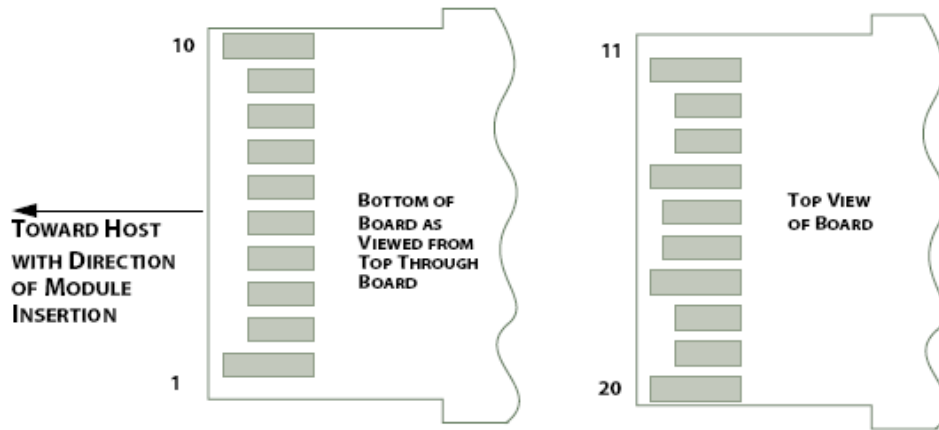 10
1
TOWARD HOST
WITH DIRECTION
OF MODULE
INSERTION
BOTTOM OF
BOARD AS
VIEWED FROM
TOP THROUGH
BOARD
11
20
TOP VIEW
OF BOARD